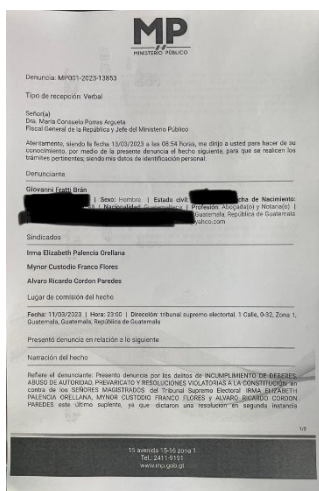 MP
MINISTERIO PÚBLICO
Denuncia: MP001-2023-13853
Tipo de recepción: Verbal
Señor(a)
Dra. Maria Consuelo Porras Argueta
Fiscal General de la República y Jefe del Ministerio Público
Atentamente, siendo la fecha 13/03/2023 a las 08:54 horas, me dirijo a usted para hacer de su
conocimiento, por medio de la presente denuncia el hecho siguiente, para que se realicen los
trámites pertinentes, siendo mis datos de identificación personal:
Denunciante
Giovanni Fratti Brán
| Sexo: Hombre | Estado civil: cha de Nacimiento:
| Nacionalidad: | Profesión: Abogada(o) y Notaria(o) |
Guatemala, República de Guatemala
yahoo.com
Sindicados
Irma Elizabeth Palencia Orellana
Mynor Custodio Franco Flores
Alvaro Ricardo Cordon Paredes
Lugar de comisión del hecho
Fecha: 11/03/2023 | Hora: 23:00 | Dirección: tribunal supremo electoral, 1 Calle, 0-32, Zona 1,
Guatemala, Guatemala, República de Guatemala
Presentó denuncia en relación a lo siguiente
Narración del hecho
Refiere el denunciante: Presento denuncia por los delitos de INCUMPLIMIENTO DE DEBERES,
ABUSO DE AUTORIDAD, PREVARICATO Y RESOLUCIONES VIOLATORIAS A LA CONSTITUCIÓN, en
contra de los SEÑORES MAGISTRADOS del Tribunal Supremo Electoral IRMA ELIZABETH
PALENCIA ORELLANA, MYNOR CUSTODIO FRANCO FLORES y ALVARO RICARDO CORDON
PAREDES este último suplente, ya que dictaron una resolución en segunda instancia
15 avenida 15-16 zona 1
Tel.: 2411-9191
www.mp.gob.gt